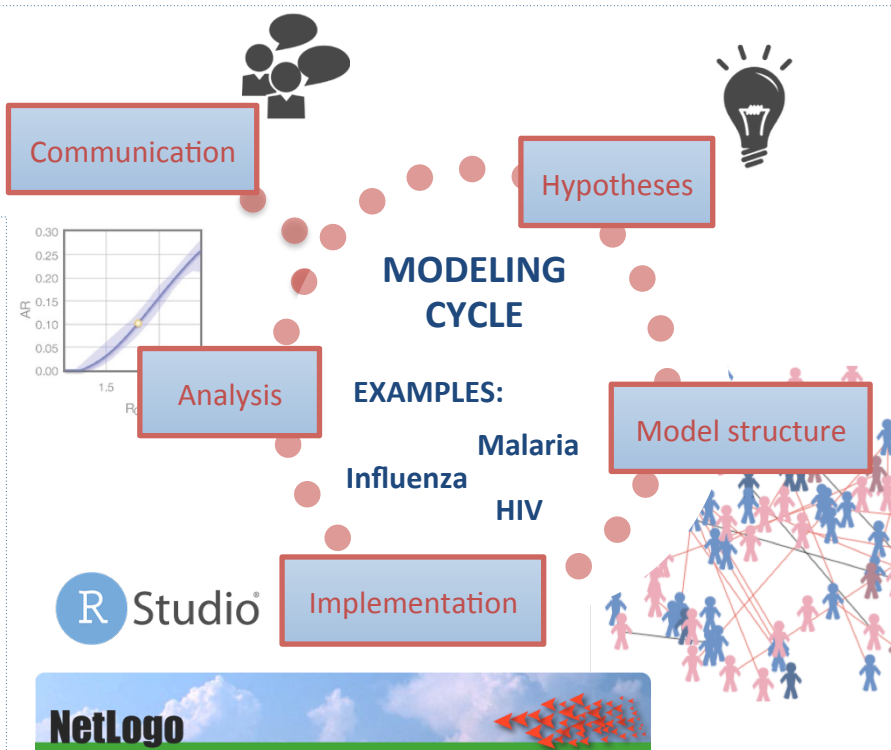 Communication
Hypotheses
MODELING
CYCLE
0.30
0.25
0.20
0.15
0.10
0.05
0.00
AR
1.5
Analysis
EXAMPLES:
Model structure
Malaria
Influenza
HIV
R Studio®
Implementation
NetLogo